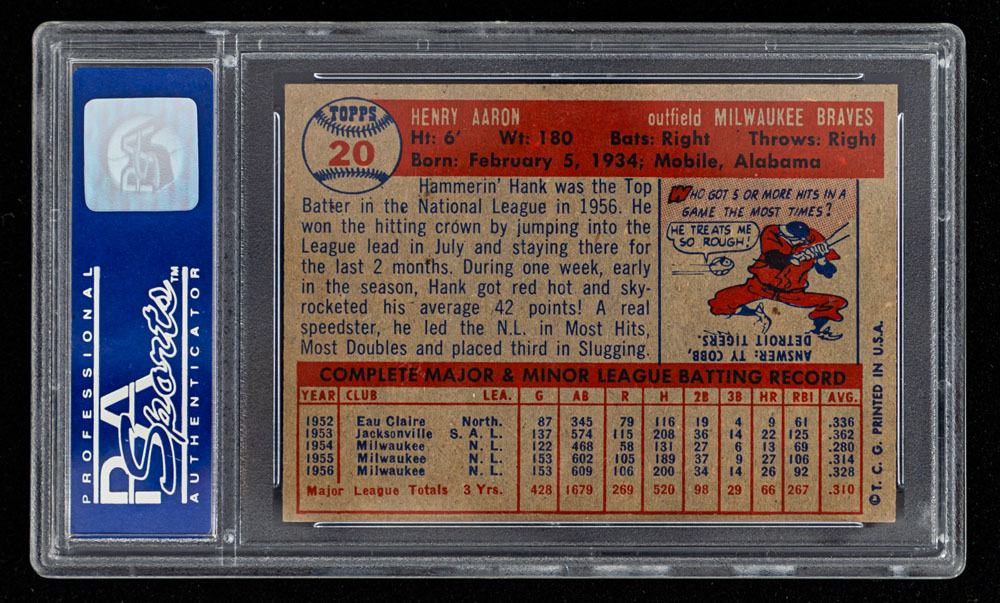 PROFESSIONAL
PSA
Sports™
AUTHENTICATOR
PSA
TOPPS
20
HENRY AARON outfield MILWAUKEE BRAVES
Ht: 6' Wt: 180 Bats: Right Throws: Right
Born: February 5, 1934; Mobile, Alabama
Hammerin' Hank was the Top
Batter in the National League in 1956. He
won the hitting crown by jumping into the
League lead in July and staying there for
the last 2 months. During one week, early
in the season, Hank got red hot and sky-
rocketed his average 42 points! A real
speedster, he led the N.L. in Most Hits,
Most Doubles and placed third in Slugging.
WHO GOT 5 OR MORE HITS IN A
GAME THE MOST TIMES?
HE TREATS ME
SO ROUGH!
ANSWER: TY COBB,
DETROIT TIGERS.
COMPLETE MAJOR & MINOR LEAGUE BATTING RECORD
YEAR CLUB LEA. G AB R H 2B 3B HR RBI AVG.
1952 Eau Claire North. 87 345 79 116 19 4 9 61 .336
1953 Jacksonville S. A. L. 137 574 115 208 36 14 22 125 .362
1954 Milwaukee N. L. 122 468 58 131 27 6 13 69 .280
1955 Milwaukee N. L. 153 602 105 189 37 9 27 106 .314
1956 Milwaukee N. L. 153 609 106 200 34 14 26 92 .328
Major League Totals 3 Yrs. 428 1679 269 520 98 29 66 267 .310
© T. C. G. PRINTED IN U.S.A.